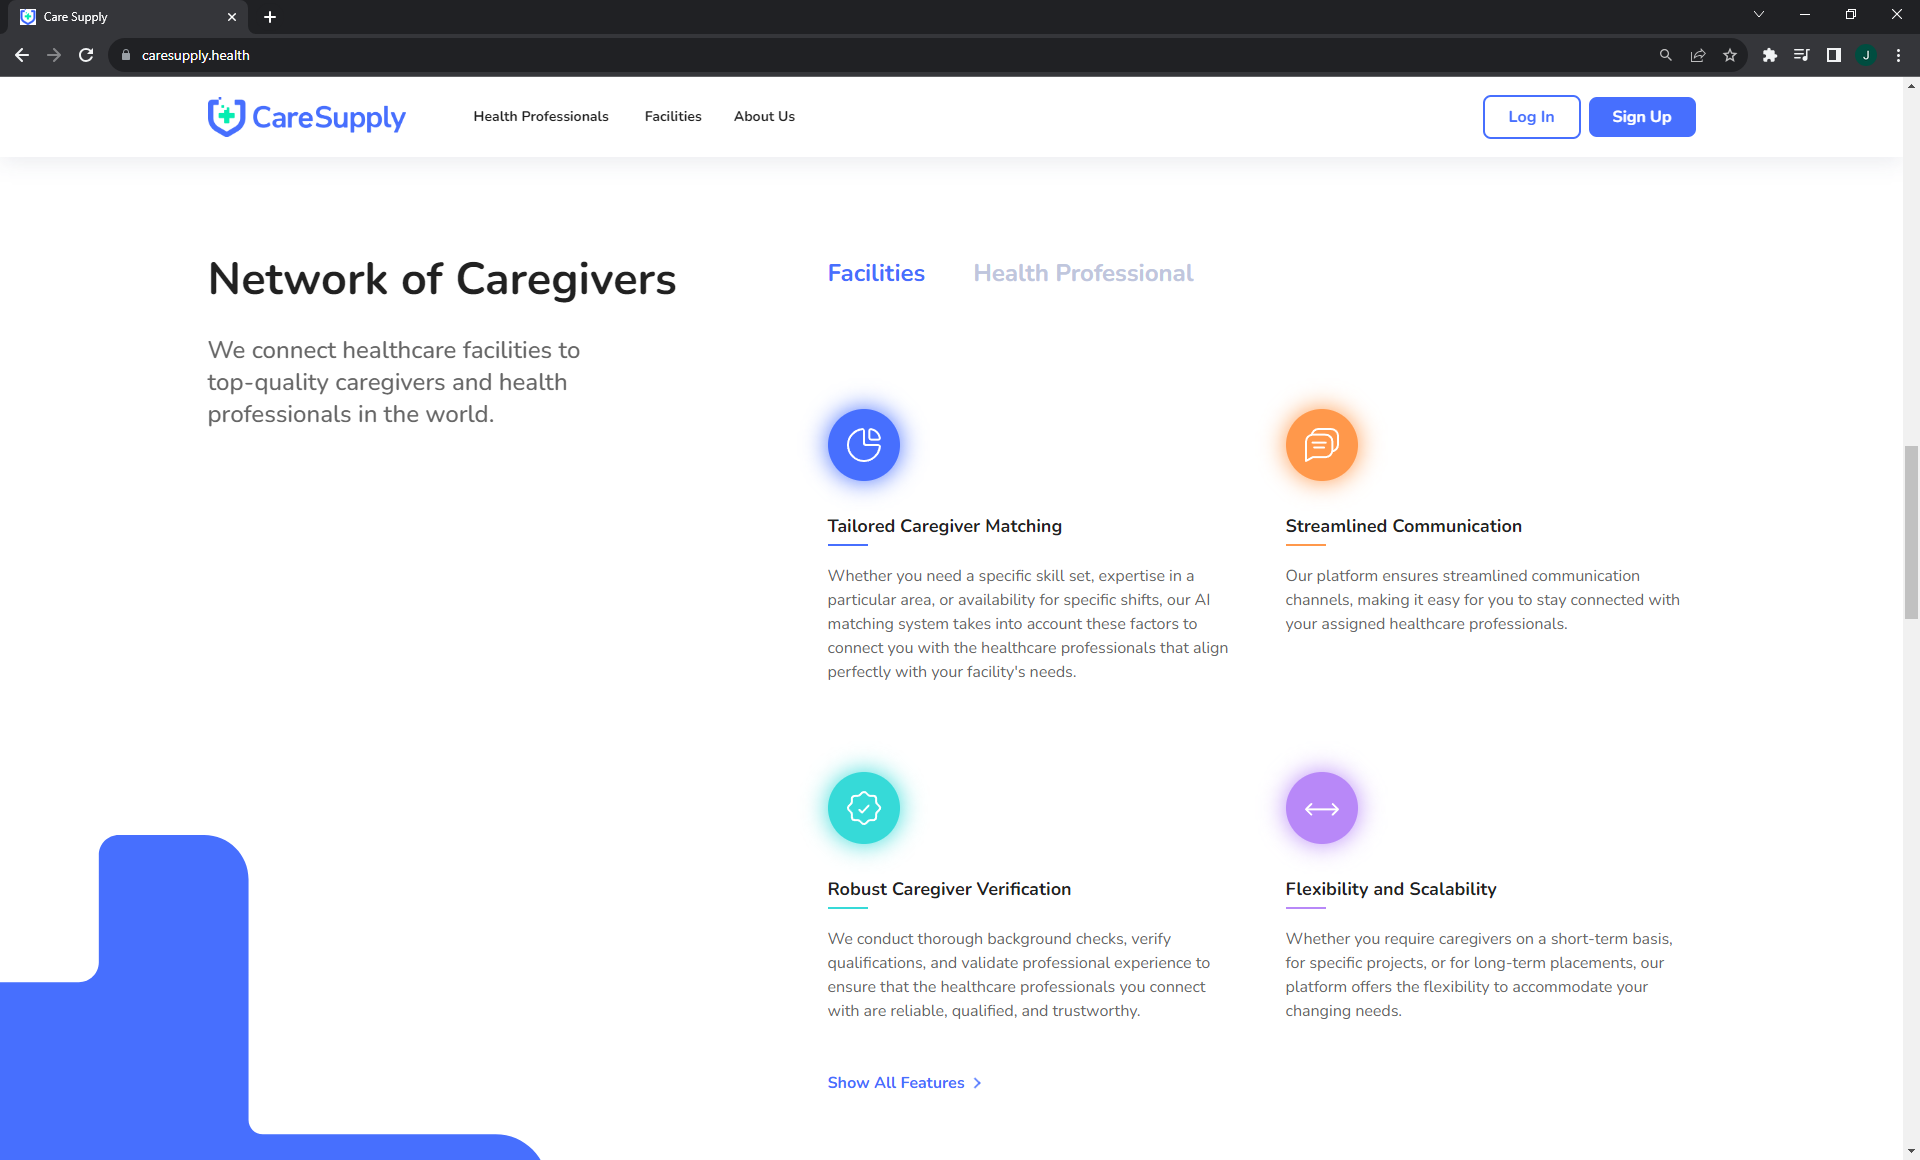 Care Supply
caresupply.health
J
CareSupply
Health Professionals
Facilities
About Us
Log In
Sign Up
Network of Caregivers
We connect healthcare facilities to
top-quality caregivers and health
professionals in the world.
Facilities
Health Professional
Tailored Caregiver Matching
Whether you need a specific skill set, expertise in a
particular area, or availability for specific shifts, our AI
matching system takes into account these factors to
connect you with the healthcare professionals that align
perfectly with your facility's needs.
Streamlined Communication
Our platform ensures streamlined communication
channels, making it easy for you to stay connected with
your assigned healthcare professionals.
Robust Caregiver Verification
We conduct thorough background checks, verify
qualifications, and validate professional experience to
ensure that the healthcare professionals you connect
with are reliable, qualified, and trustworthy.
Flexibility and Scalability
Whether you require caregivers on a short-term basis,
for specific projects, or for long-term placements, our
platform offers the flexibility to accommodate your
changing needs.
Show All Features